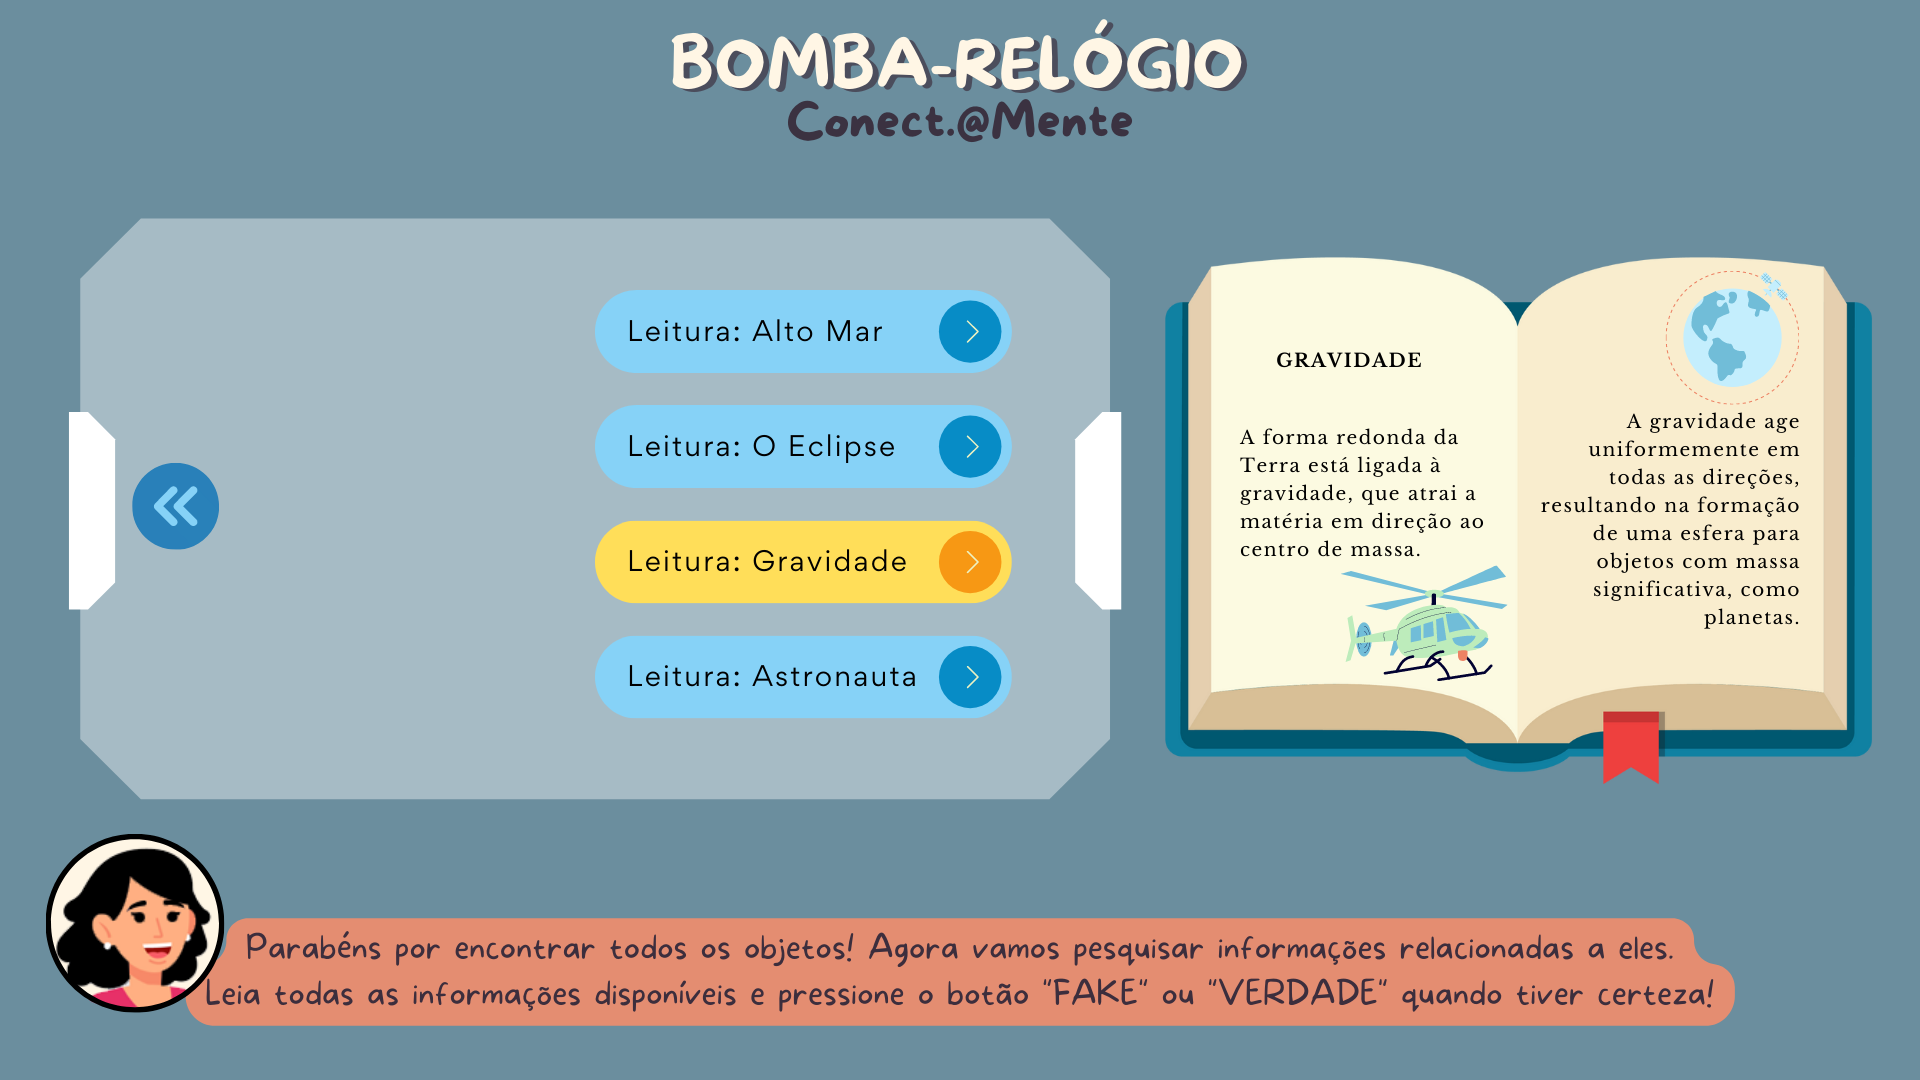 BOMBA-RELÓGIO
Conect.@Mente
Leitura: Alto Mar
Leitura: O Eclipse
Leitura: Gravidade
Leitura: Astronauta
GRAVIDADE
A forma redonda da
Terra está ligada à
gravidade, que atrai a
matéria em direção ao
centro de massa.
A gravidade age
uniformemente em
todas as direções,
resultando na formação
de uma esfera para
objetos com massa
significativa, como
planetas.
Parabéns por encontrar todos os objetos! Agora vamos pesquisar informações relacionadas a eles.
Leia todas as informações disponíveis e pressione o botão "FAKE" ou "VERDADE" quando tiver certeza!